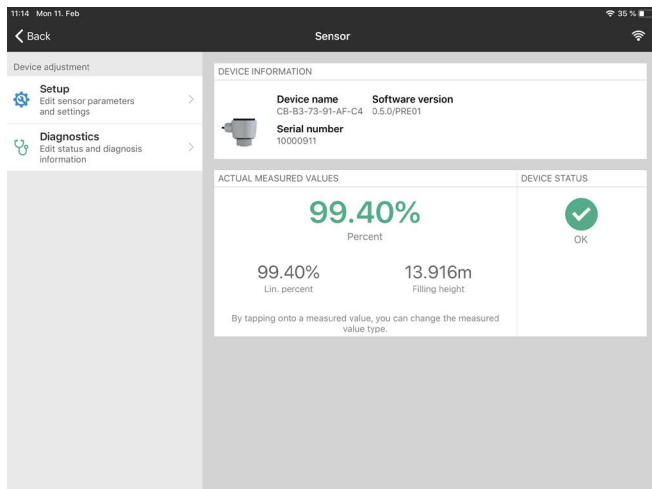 11:14 Mon 11. Feb
35 %
Back
Sensor
Device adjustment
Setup
Edit sensor parameters
and settings
Diagnostics
Edit status and diagnosis
information
DEVICE INFORMATION
Device name
CB-B3-73-91-AF-C4
Software version
0.5.0/PRE01
Serial number
10000911
ACTUAL MEASURED VALUES
99.40%
Percent
99.40%
Lin. percent
13.916m
Filling height
By tapping onto a measured value, you can change the measured
value type.
DEVICE STATUS
OK